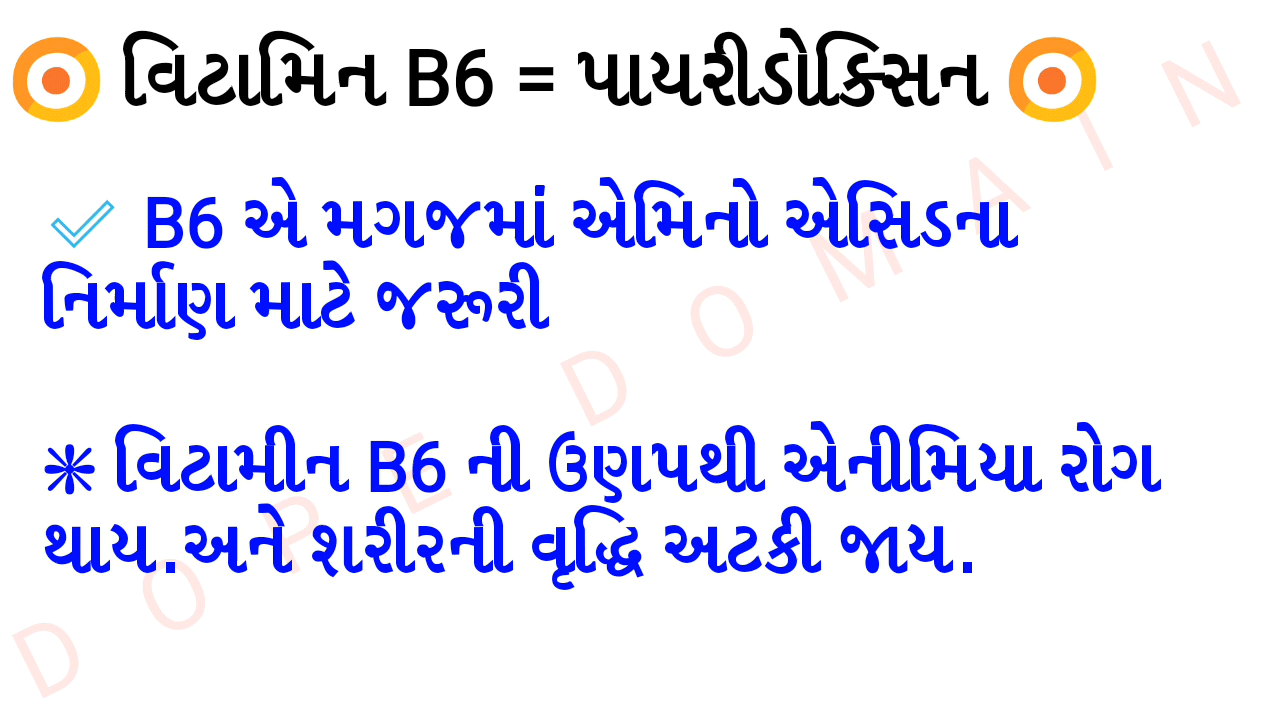 વિટામિન B6 = પાયરીડોક્સિન
✓ B6 એ મગજમાં એમિનો એસિડના
નિર્માણ માટે જરૂરી
❋ વિટામીન B6 ની ઉણપથી એનીમિયા રોગ
થાય.અને શરીરની વૃદ્ધિ અટકી જાય.
DOPE DOMAIN